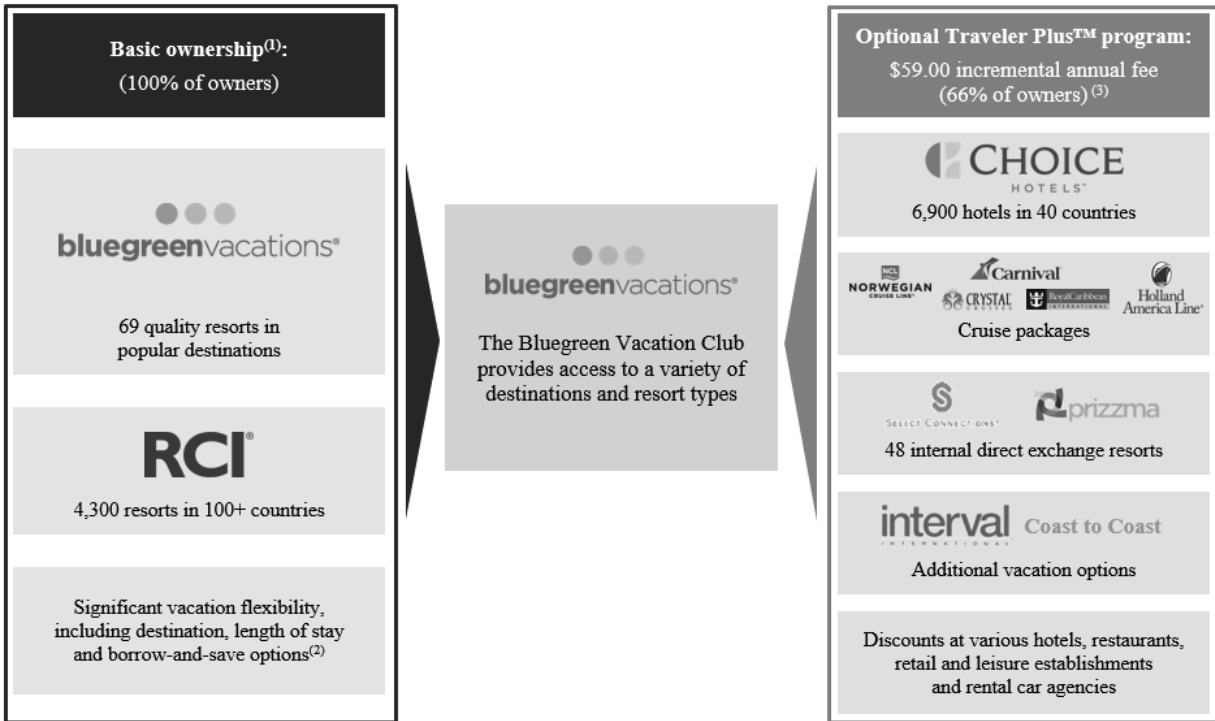 Basic ownership(1):
(100% of owners)
bluegreenvacations®
69 quality resorts in
popular destinations
RCI®
4,300 resorts in 100+ countries
Significant vacation flexibility,
including destination, length of stay
and borrow-and-save options(2)
bluegreenvacations®
The Bluegreen Vacation Club
provides access to a variety of
destinations and resort types
Optional Traveler Plus™ program:
$59.00 incremental annual fee
(66% of owners) (3)
CHOICE
HOTELS™
6,900 hotels in 40 countries
NCL
NORWEGIAN
CRUISE LINE®
Carnival
CRYSTAL
CRUISES
RoyalCaribbean
INTERNATIONAL
Holland
America Line®
Cruise packages
SELECT CONNECTIONS™
prizzma
48 internal direct exchange resorts
interval
INTERNATIONAL
Coast to Coast
Additional vacation options
Discounts at various hotels, restaurants,
retail and leisure establishments
and rental car agencies